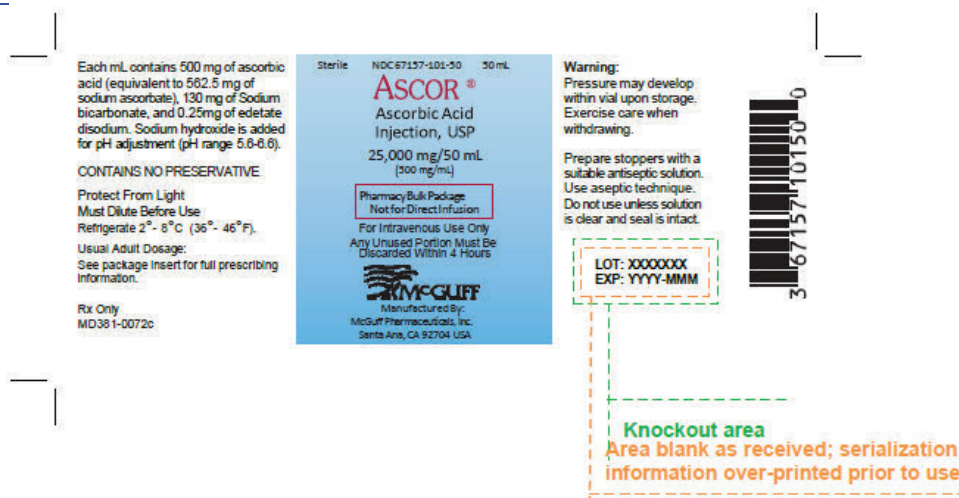 Each mL contains 500 mg of ascorbic
acid (equivalent to 562.5 mg of
sodium ascorbate), 130 mg of Sodium
bicarbonate, and 0.25mg of edetate
disodium. Sodium hydroxide is added
for pH adjustment (pH range 5.6-6.6).
CONTAINS NO PRESERVATIVE
Protect From Light
Must Dilute Before Use
Refrigerate 2°- 8°C (36°- 46°F).
Usual Adult Dosage:
See package insert for full prescribing
information.
Rx Only
MD381-0072c
Sterile NDC 67157-101-50 50 mL
ASCOR ®
Ascorbic Acid
Injection, USP
25,000 mg/50 mL
(500 mg/mL)
Pharmacy Bulk Package
Not for Direct Infusion
For Intravenous Use Only
Any Unused Portion Must Be
Discarded Within 4 Hours
McGUFF
Manufactured By:
McGuff Pharmaceuticals, Inc.
Santa Ana, CA 92704 USA
Warning:
Pressure may develop
within vial upon storage.
Exercise care when
withdrawing.
Prepare stoppers with a
suitable antiseptic solution.
Use aseptic technique.
Do not use unless solution
is clear and seal is intact.
LOT: XXXXXXX
EXP: YYYY-MMM
3 67157 10150 0
Knockout area
Area blank as received; serialization
information over-printed prior to use